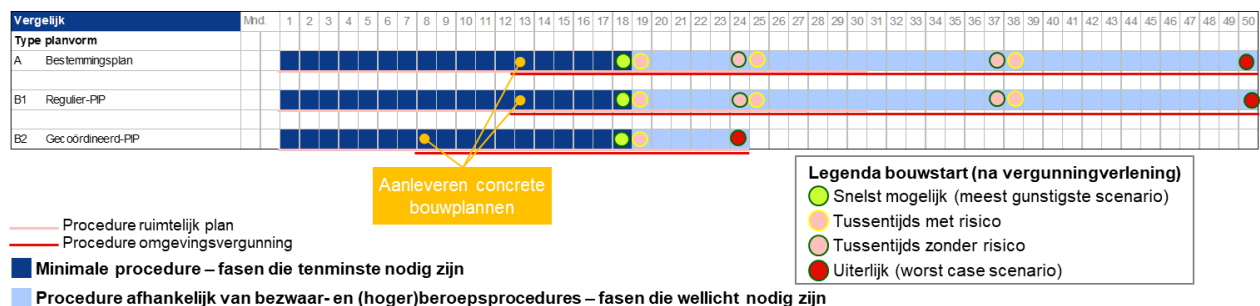 Vergelijk Mnd. 1 2 3 4 5 6 7 8 9 10 11 12 13 14 15 16 17 18 19 20 21 22 23 24 25 26 27 28 29 30 31 32 33 34 35 36 37 38 39 40 41 42 43 44 45 46 47 48 49 50
Type planvorm
A Bestemmingsplan
B1 Regulier-PIP
B2 Gecoördineerd-PIP
Aanleveren concrete
bouwplannen
Legenda bouwstart (na vergunningverlening)
Snelst mogelijk (meest gunstigste scenario)
Tussentijds met risico
Tussentijds zonder risico
Uiterlijk (worst case scenario)
Procedure ruimtelijk plan
Procedure omgevingsvergunning
Minimale procedure – fasen die tenminste nodig zijn
Procedure afhankelijk van bezwaar- en (hoger)beroepsprocedures – fasen die wellicht nodig zijn